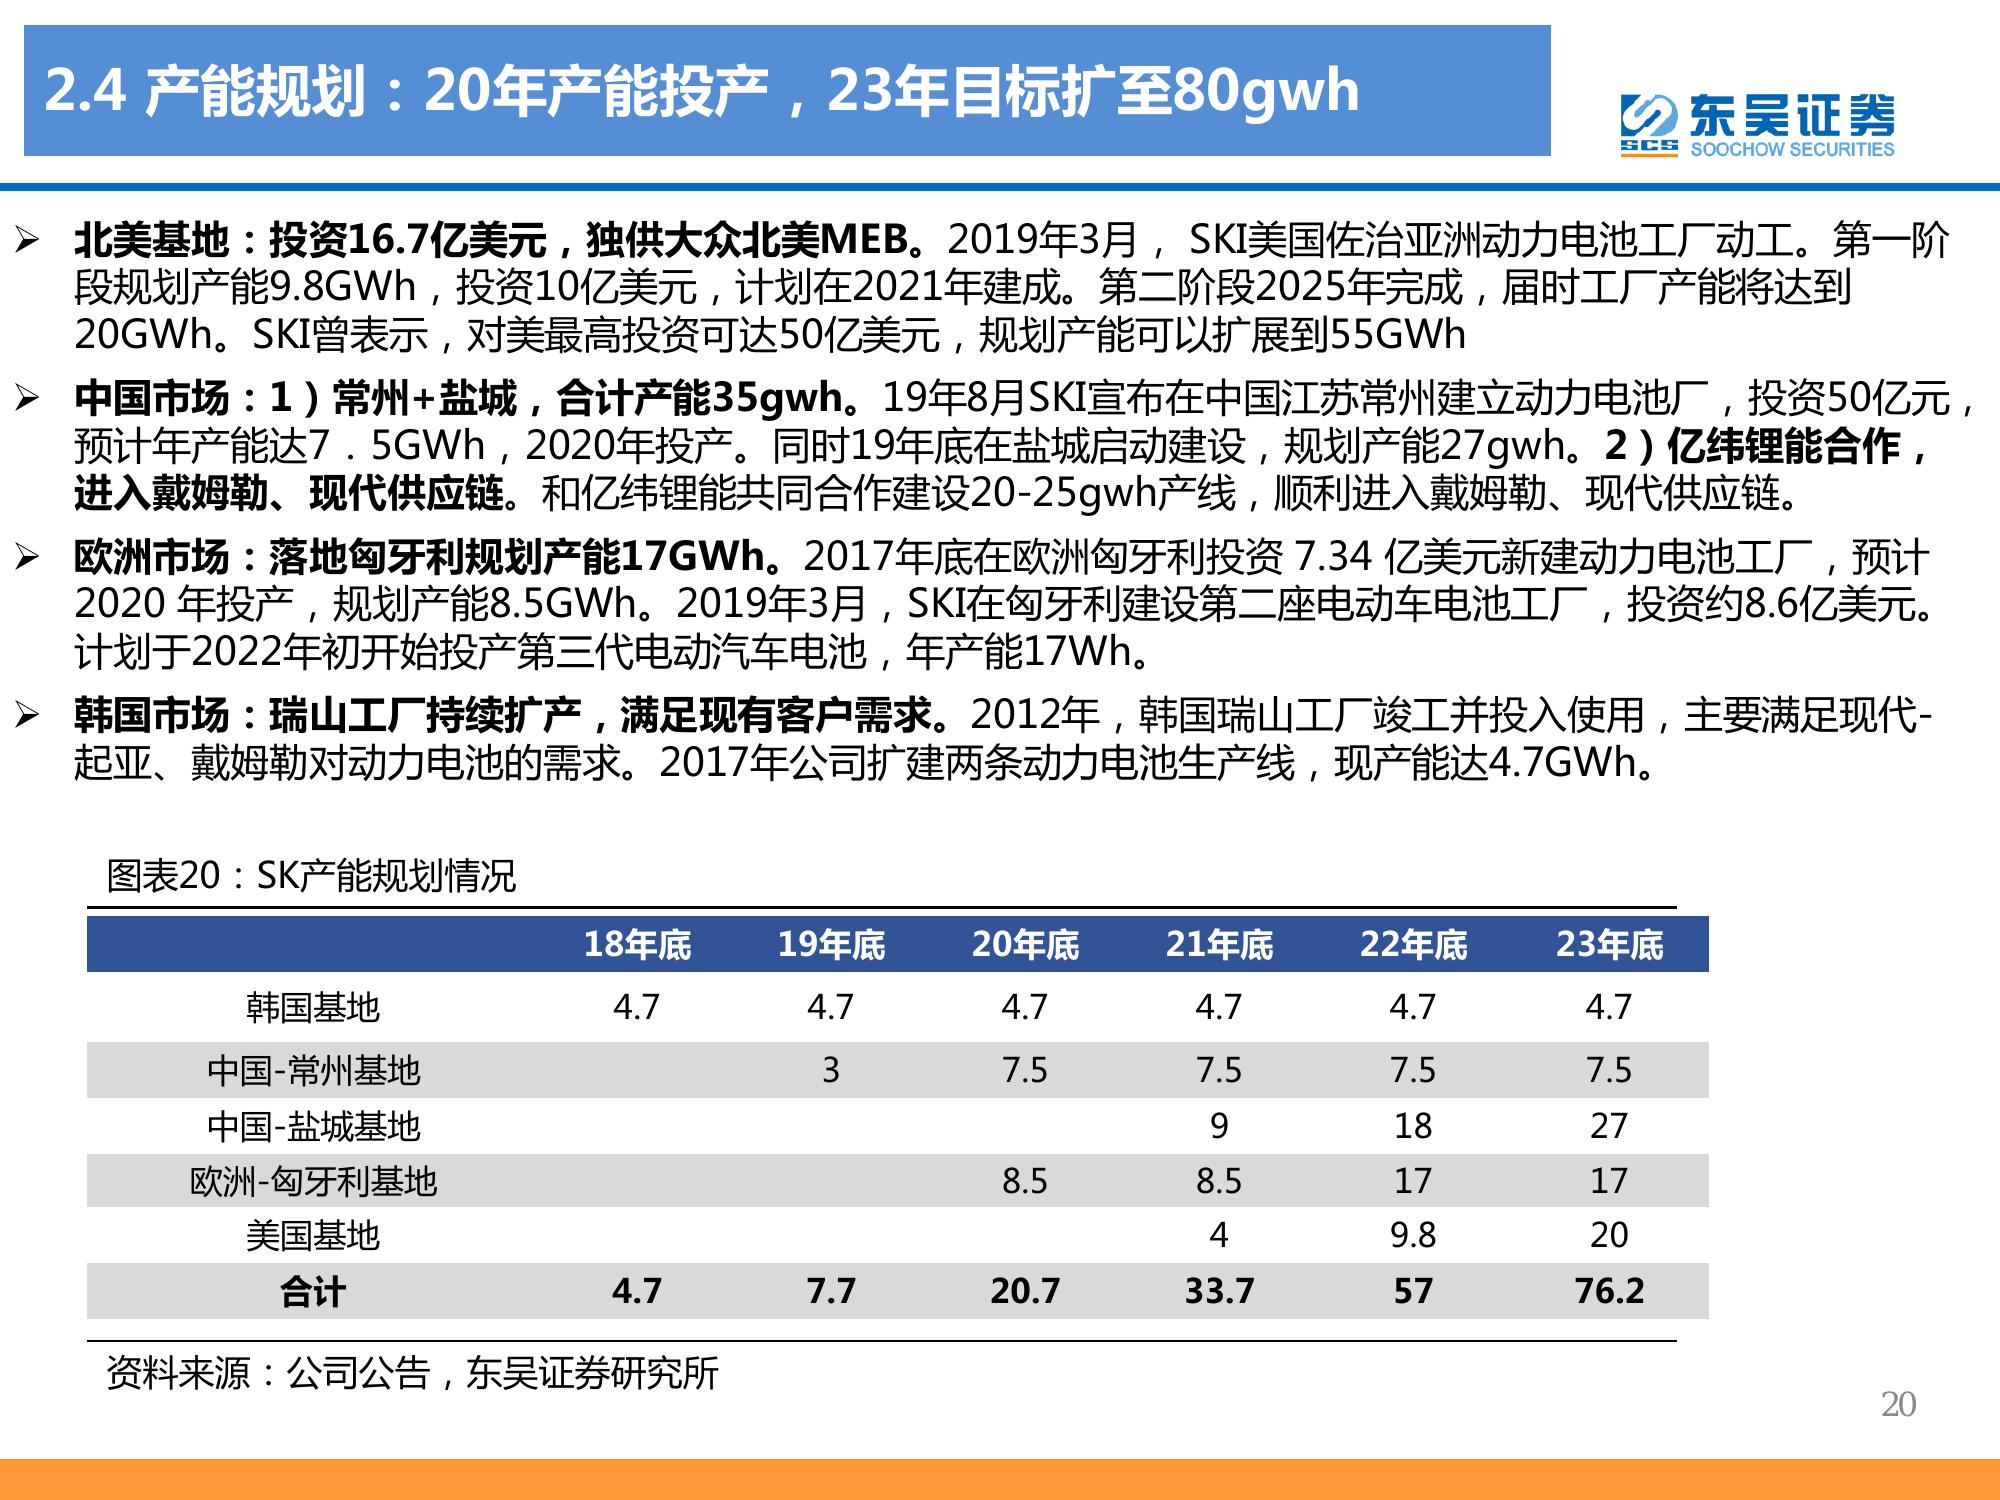 2.4 产能规划：20年产能投产，23年目标扩至80gwh
东吴证券
SCS
SOOCHOW SECURITIES
➢ 北美基地：投资16.7亿美元，独供大众北美MEB。2019年3月， SKI美国佐治亚洲动力电池工厂动工。第一阶
段规划产能9.8GWh，投资10亿美元，计划在2021年建成。第二阶段2025年完成，届时工厂产能将达到
20GWh。SKI曾表示，对美最高投资可达50亿美元，规划产能可以扩展到55GWh
➢ 中国市场：1）常州+盐城，合计产能35gwh。19年8月SKI宣布在中国江苏常州建立动力电池厂，投资50亿元，
预计年产能达7．5GWh，2020年投产。同时19年底在盐城启动建设，规划产能27gwh。2）亿纬锂能合作，
进入戴姆勒、现代供应链。和亿纬锂能共同合作建设20-25gwh产线，顺利进入戴姆勒、现代供应链。
➢ 欧洲市场：落地匈牙利规划产能17GWh。2017年底在欧洲匈牙利投资 7.34 亿美元新建动力电池工厂，预计
2020 年投产，规划产能8.5GWh。2019年3月，SKI在匈牙利建设第二座电动车电池工厂，投资约8.6亿美元。
计划于2022年初开始投产第三代电动汽车电池，年产能17Wh。
➢ 韩国市场：瑞山工厂持续扩产，满足现有客户需求。2012年，韩国瑞山工厂竣工并投入使用，主要满足现代-
起亚、戴姆勒对动力电池的需求。2017年公司扩建两条动力电池生产线，现产能达4.7GWh。
图表20：SK产能规划情况
18年底 19年底 20年底 21年底 22年底 23年底
韩国基地 4.7 4.7 4.7 4.7 4.7 4.7
中国-常州基地 3 7.5 7.5 7.5 7.5
中国-盐城基地 9 18 27
欧洲-匈牙利基地 8.5 8.5 17 17
美国基地 4 9.8 20
合计 4.7 7.7 20.7 33.7 57 76.2
资料来源：公司公告，东吴证券研究所
20